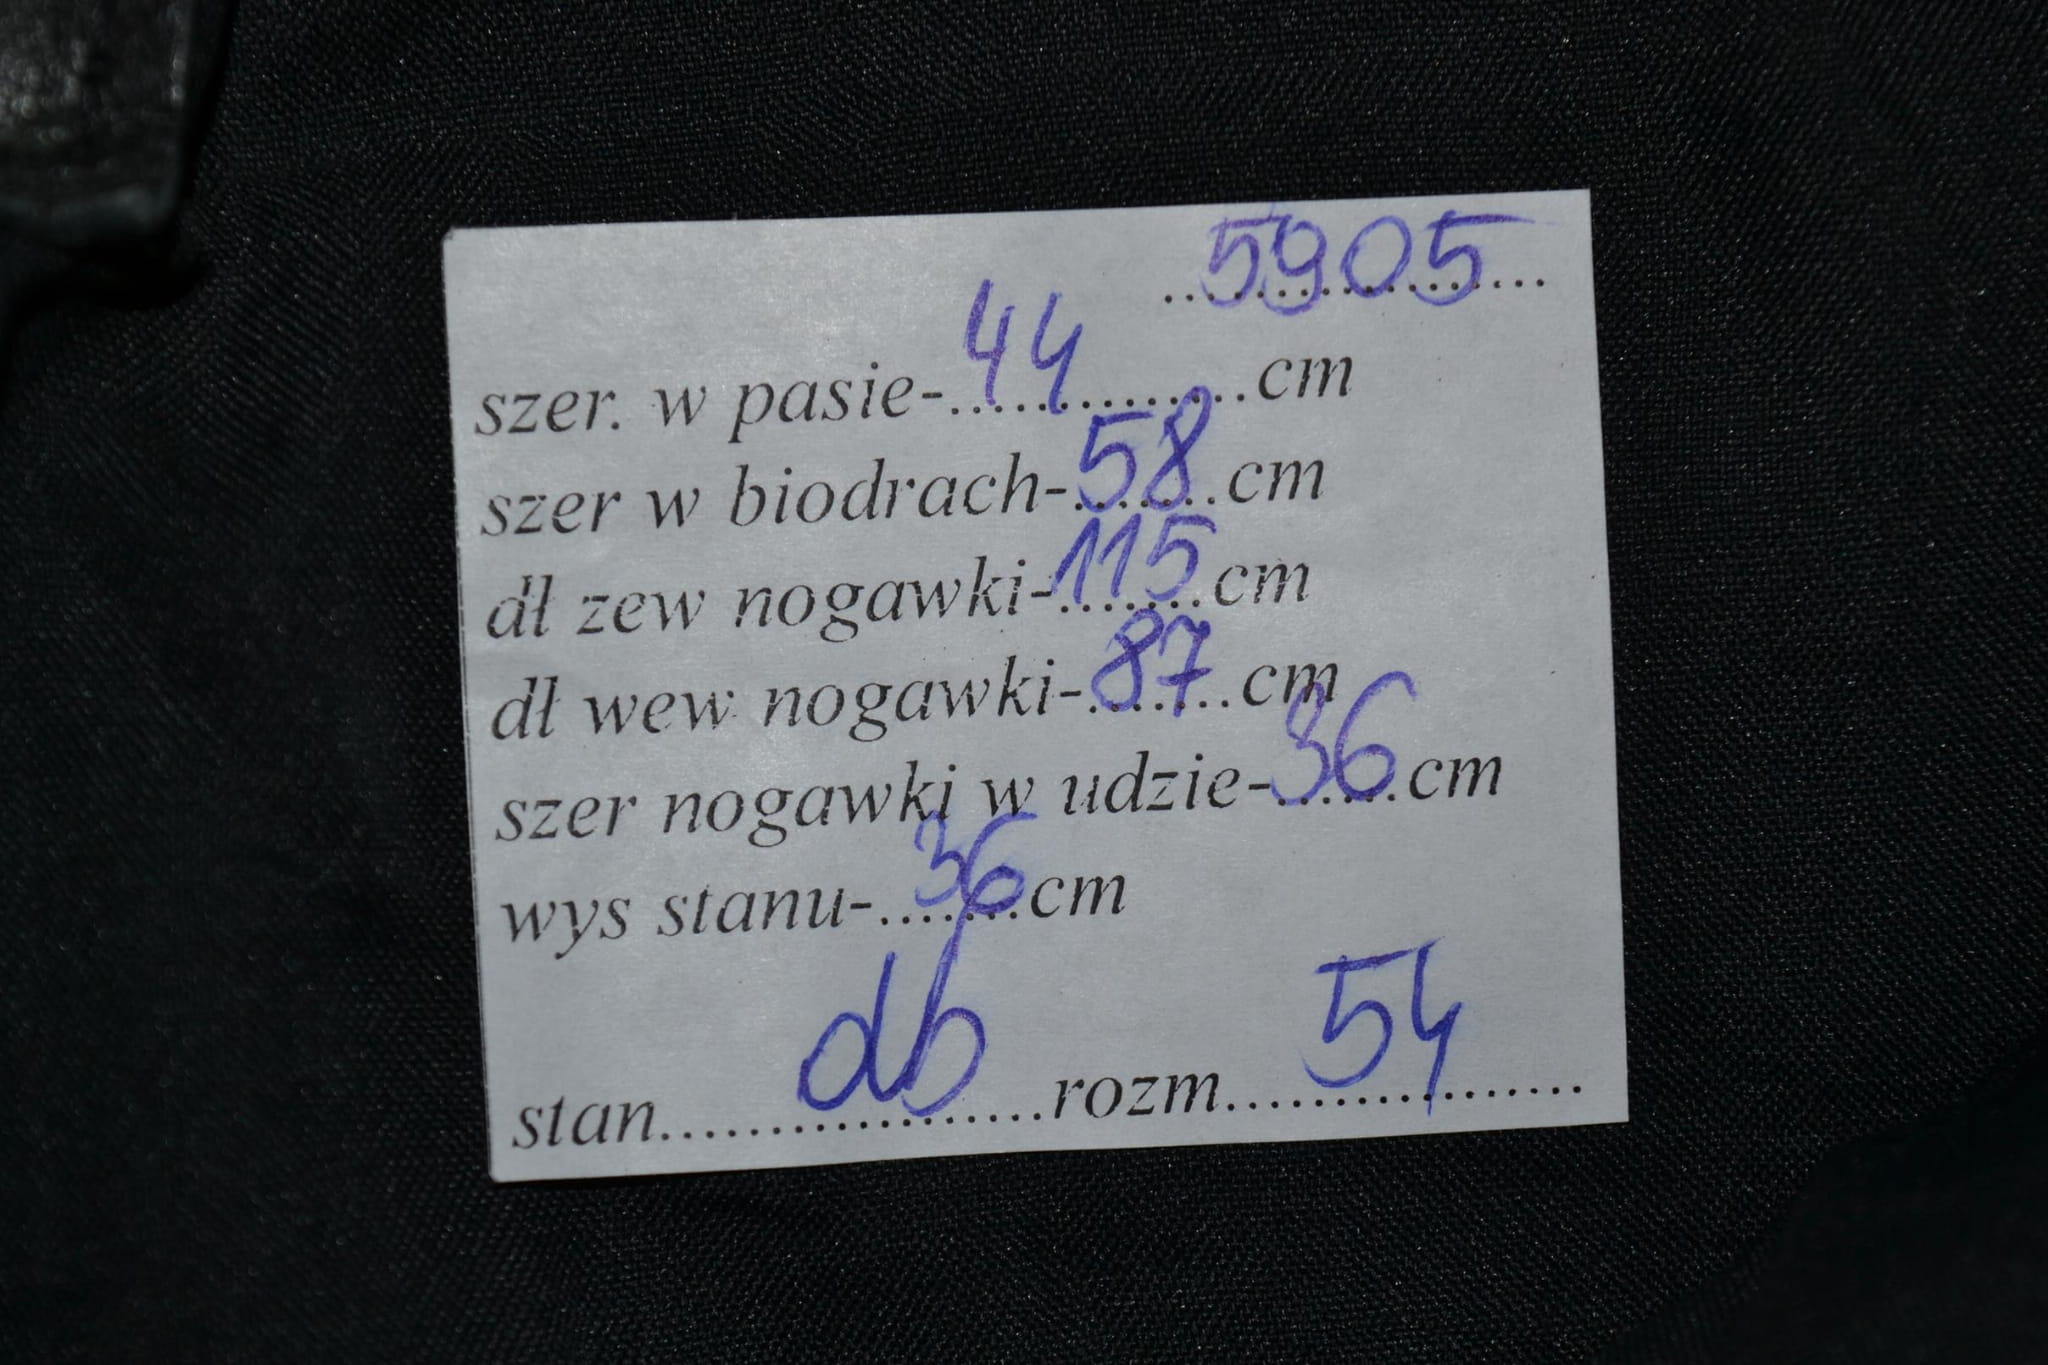 5905
szer. w pasie-44cm
szer w biodrach-58cm
dł zew nogawki-115cm
dł wew nogawki-87cm
szer nogawki w udzie-36cm
wys stanu-36cm
stan db rozm 54